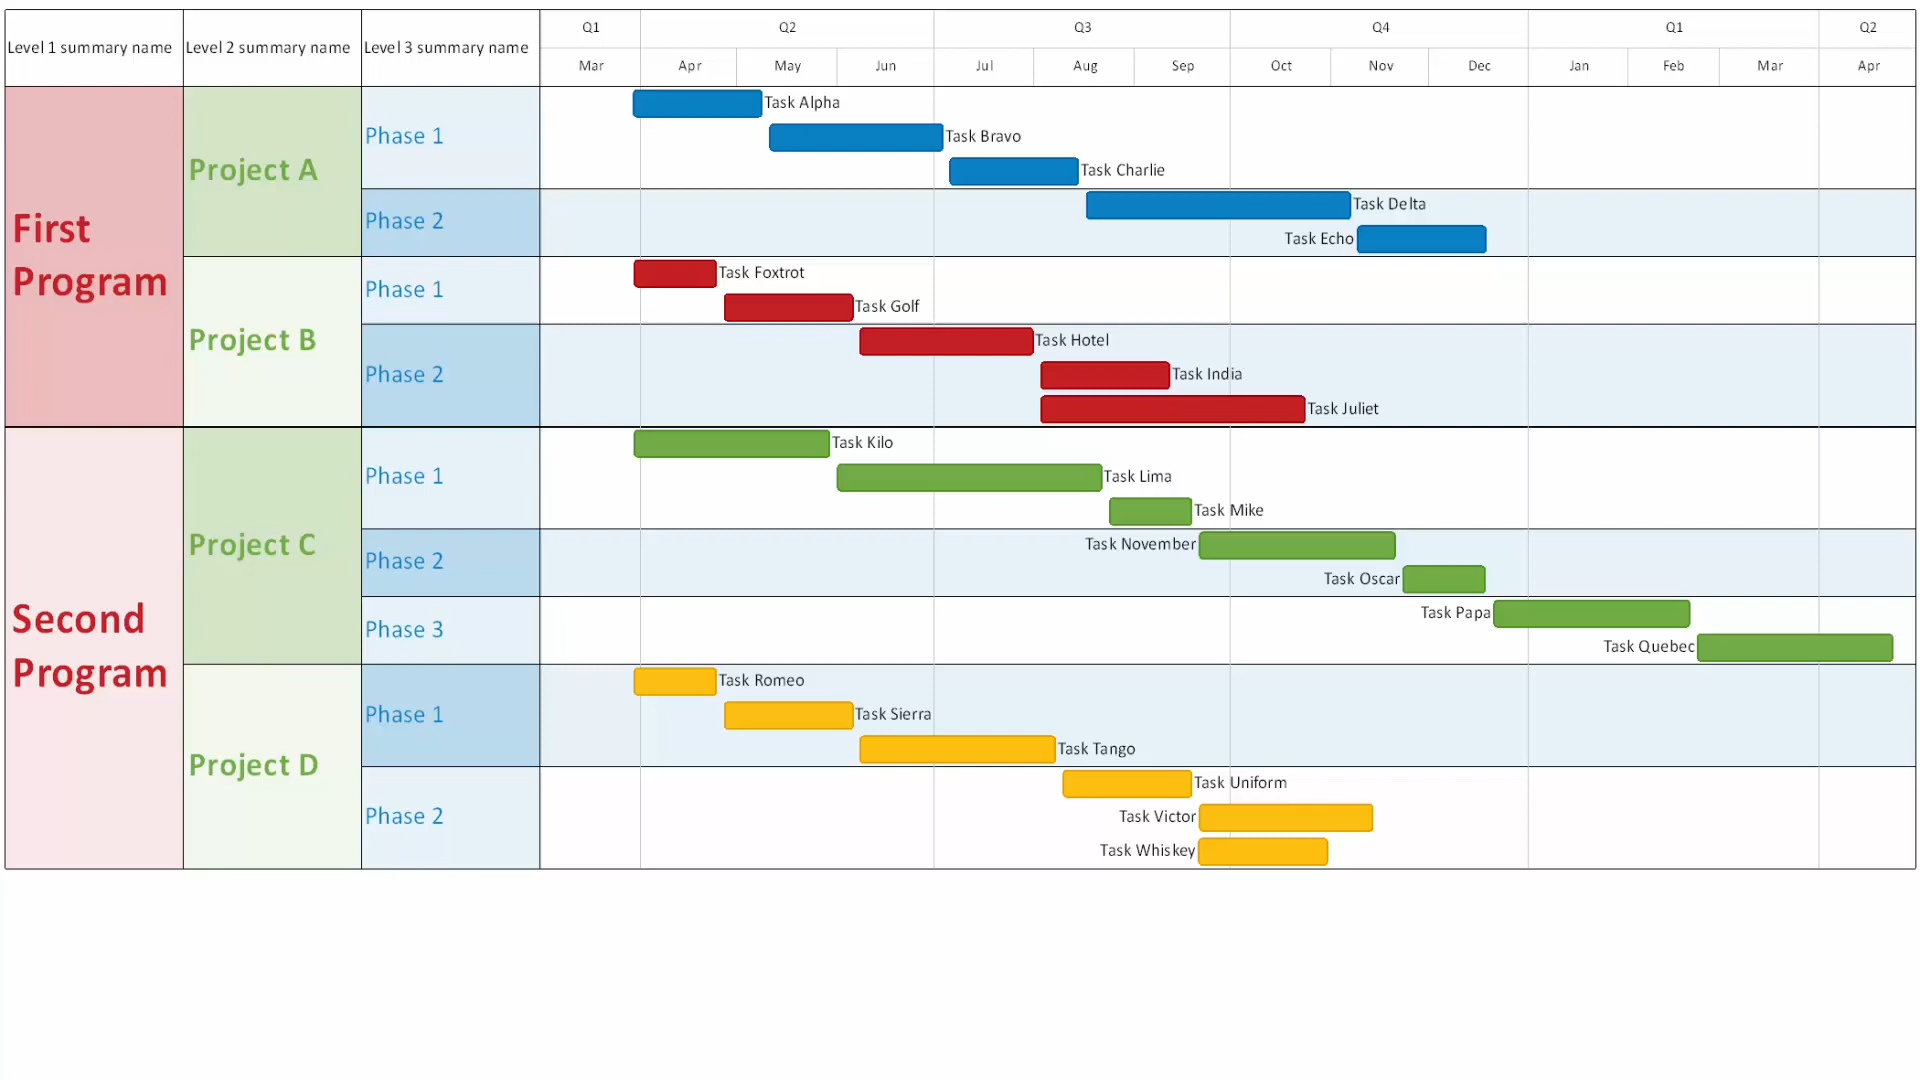 Level 1 summary name
Level 2 summary name
Level 3 summary name
Q1
Q2
Q3
Q4
Q1
Q2
Mar
Apr
May
Jun
Jul
Aug
Sep
Oct
Nov
Dec
Jan
Feb
Mar
Apr
First
Program
Project A
Phase 1
Task Alpha
Task Bravo
Task Charlie
Phase 2
Task Delta
Task Echo
Project B
Phase 1
Task Foxtrot
Task Golf
Phase 2
Task Hotel
Task India
Task Juliet
Second
Program
Project C
Phase 1
Task Kilo
Task Lima
Task Mike
Phase 2
Task November
Task Oscar
Phase 3
Task Papa
Task Quebec
Project D
Phase 1
Task Romeo
Task Sierra
Task Tango
Phase 2
Task Uniform
Task Victor
Task Whiskey